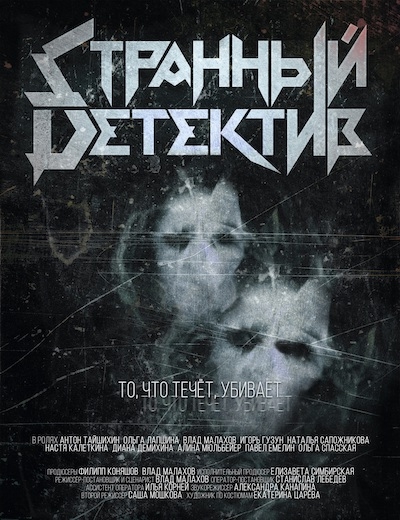 СТРАННЫЙ
ДЕТЕКТИВ
ТО, ЧТО ТЕЧЁТ, УБИВАЕТ...
В РОЛЯХ АНТОН ТАЙШИХИН ОЛЬГА ЛАПШИНА ВЛАД МАЛАХОВ ИГОРЬ ГУЗУН НАТАЛЬЯ САПОЖНИКОВА
НАСТЯ КАЛЕТКИНА ДИАНА ДЕМИХИНА АЛИНА МЮЛЬБЕЙЕР ПАВЕЛ ЕМЕЛИН ОЛЬГА СПАССКАЯ
ПРОДЮСЕРЫ ФИЛИПП КОНЯШОВ ВЛАД МАЛАХОВ ИСПОЛНИТЕЛЬНЫЙ ПРОДЮСЕР ЕЛИЗАВЕТА СИМБИРСКАЯ
РЕЖИССЕР-ПОСТАНОВЩИК И СЦЕНАРИСТ ВЛАД МАЛАХОВ ОПЕРАТОР-ПОСТАНОВЩИК СТАНИСЛАВ ЛЕБЕДЕВ
АССИСТЕНТ ОПЕРАТОРА ИЛЬЯ КОРНЕЙ ЗВУКОРЕЖИССЕР АЛЕКСАНДРА КАНАПИНА
ВТОРОЙ РЕЖИССЕР САША МОШКОВА ХУДОЖНИК ПО КОСТЮМАМ ЕКАТЕРИНА ЦАРЕВА